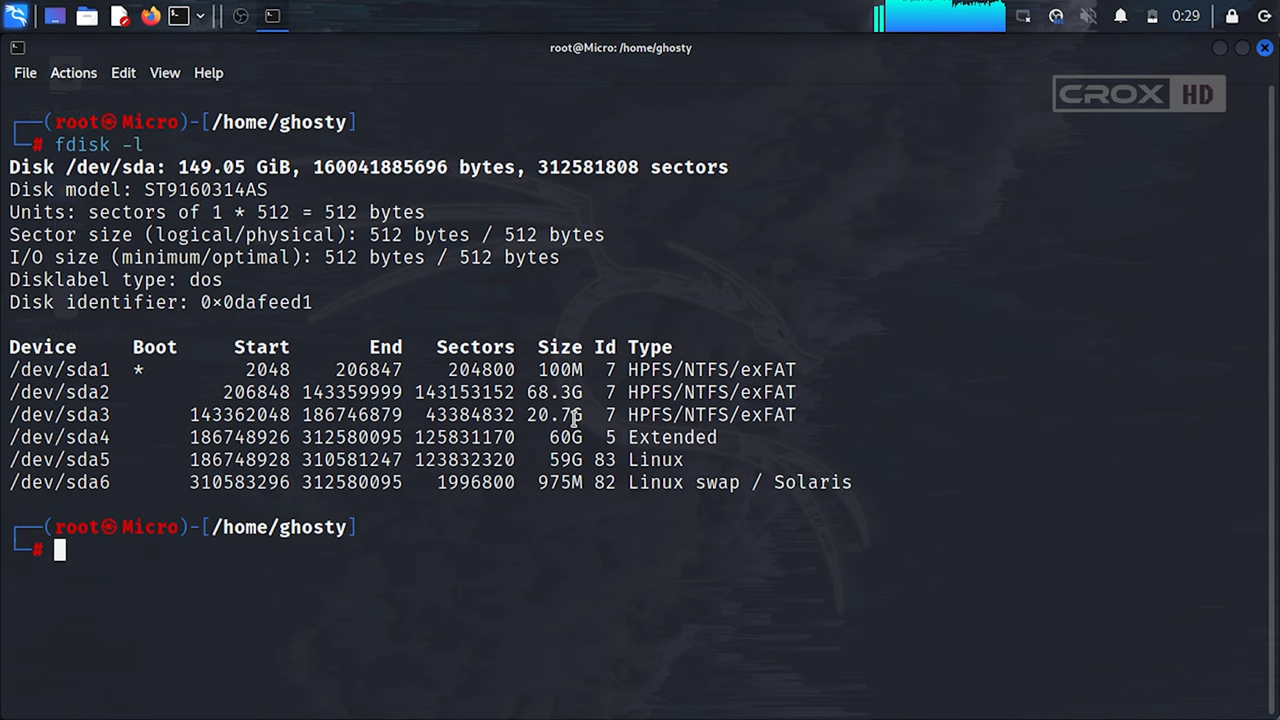 0:29
root@Micro: /home/ghosty
File Actions Edit View Help
CROX HD
┌──(root㉿Micro)-[/home/ghosty]
└─# fdisk -l
Disk /dev/sda: 149.05 GiB, 160041885696 bytes, 312581808 sectors
Disk model: ST9160314AS
Units: sectors of 1 * 512 = 512 bytes
Sector size (logical/physical): 512 bytes / 512 bytes
I/O size (minimum/optimal): 512 bytes / 512 bytes
Disklabel type: dos
Disk identifier: 0x0dafeed1
Device Boot Start End Sectors Size Id Type
/dev/sda1 * 2048 206847 204800 100M 7 HPFS/NTFS/exFAT
/dev/sda2 206848 143359999 143153152 68.3G 7 HPFS/NTFS/exFAT
/dev/sda3 143362048 186746879 43384832 20.7G 7 HPFS/NTFS/exFAT
/dev/sda4 186748926 312580095 125831170 60G 5 Extended
/dev/sda5 186748928 310581247 123832320 59G 83 Linux
/dev/sda6 310583296 312580095 1996800 975M 82 Linux swap / Solaris
┌──(root㉿Micro)-[/home/ghosty]
└─#